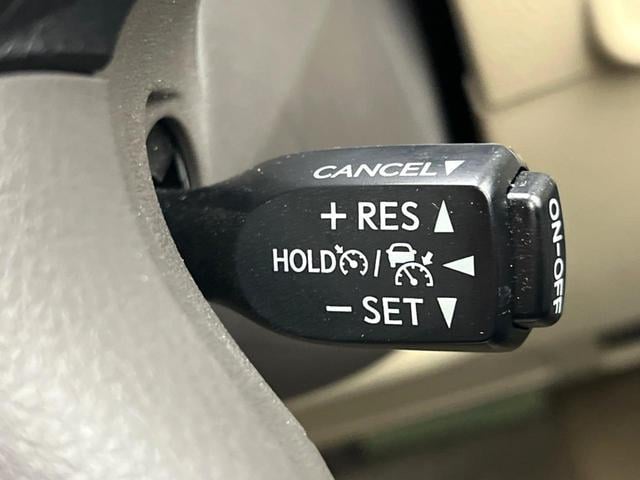 CANCEL▼
+ RES ▲
HOLD / ◀
− SET ▼
ON-OFF